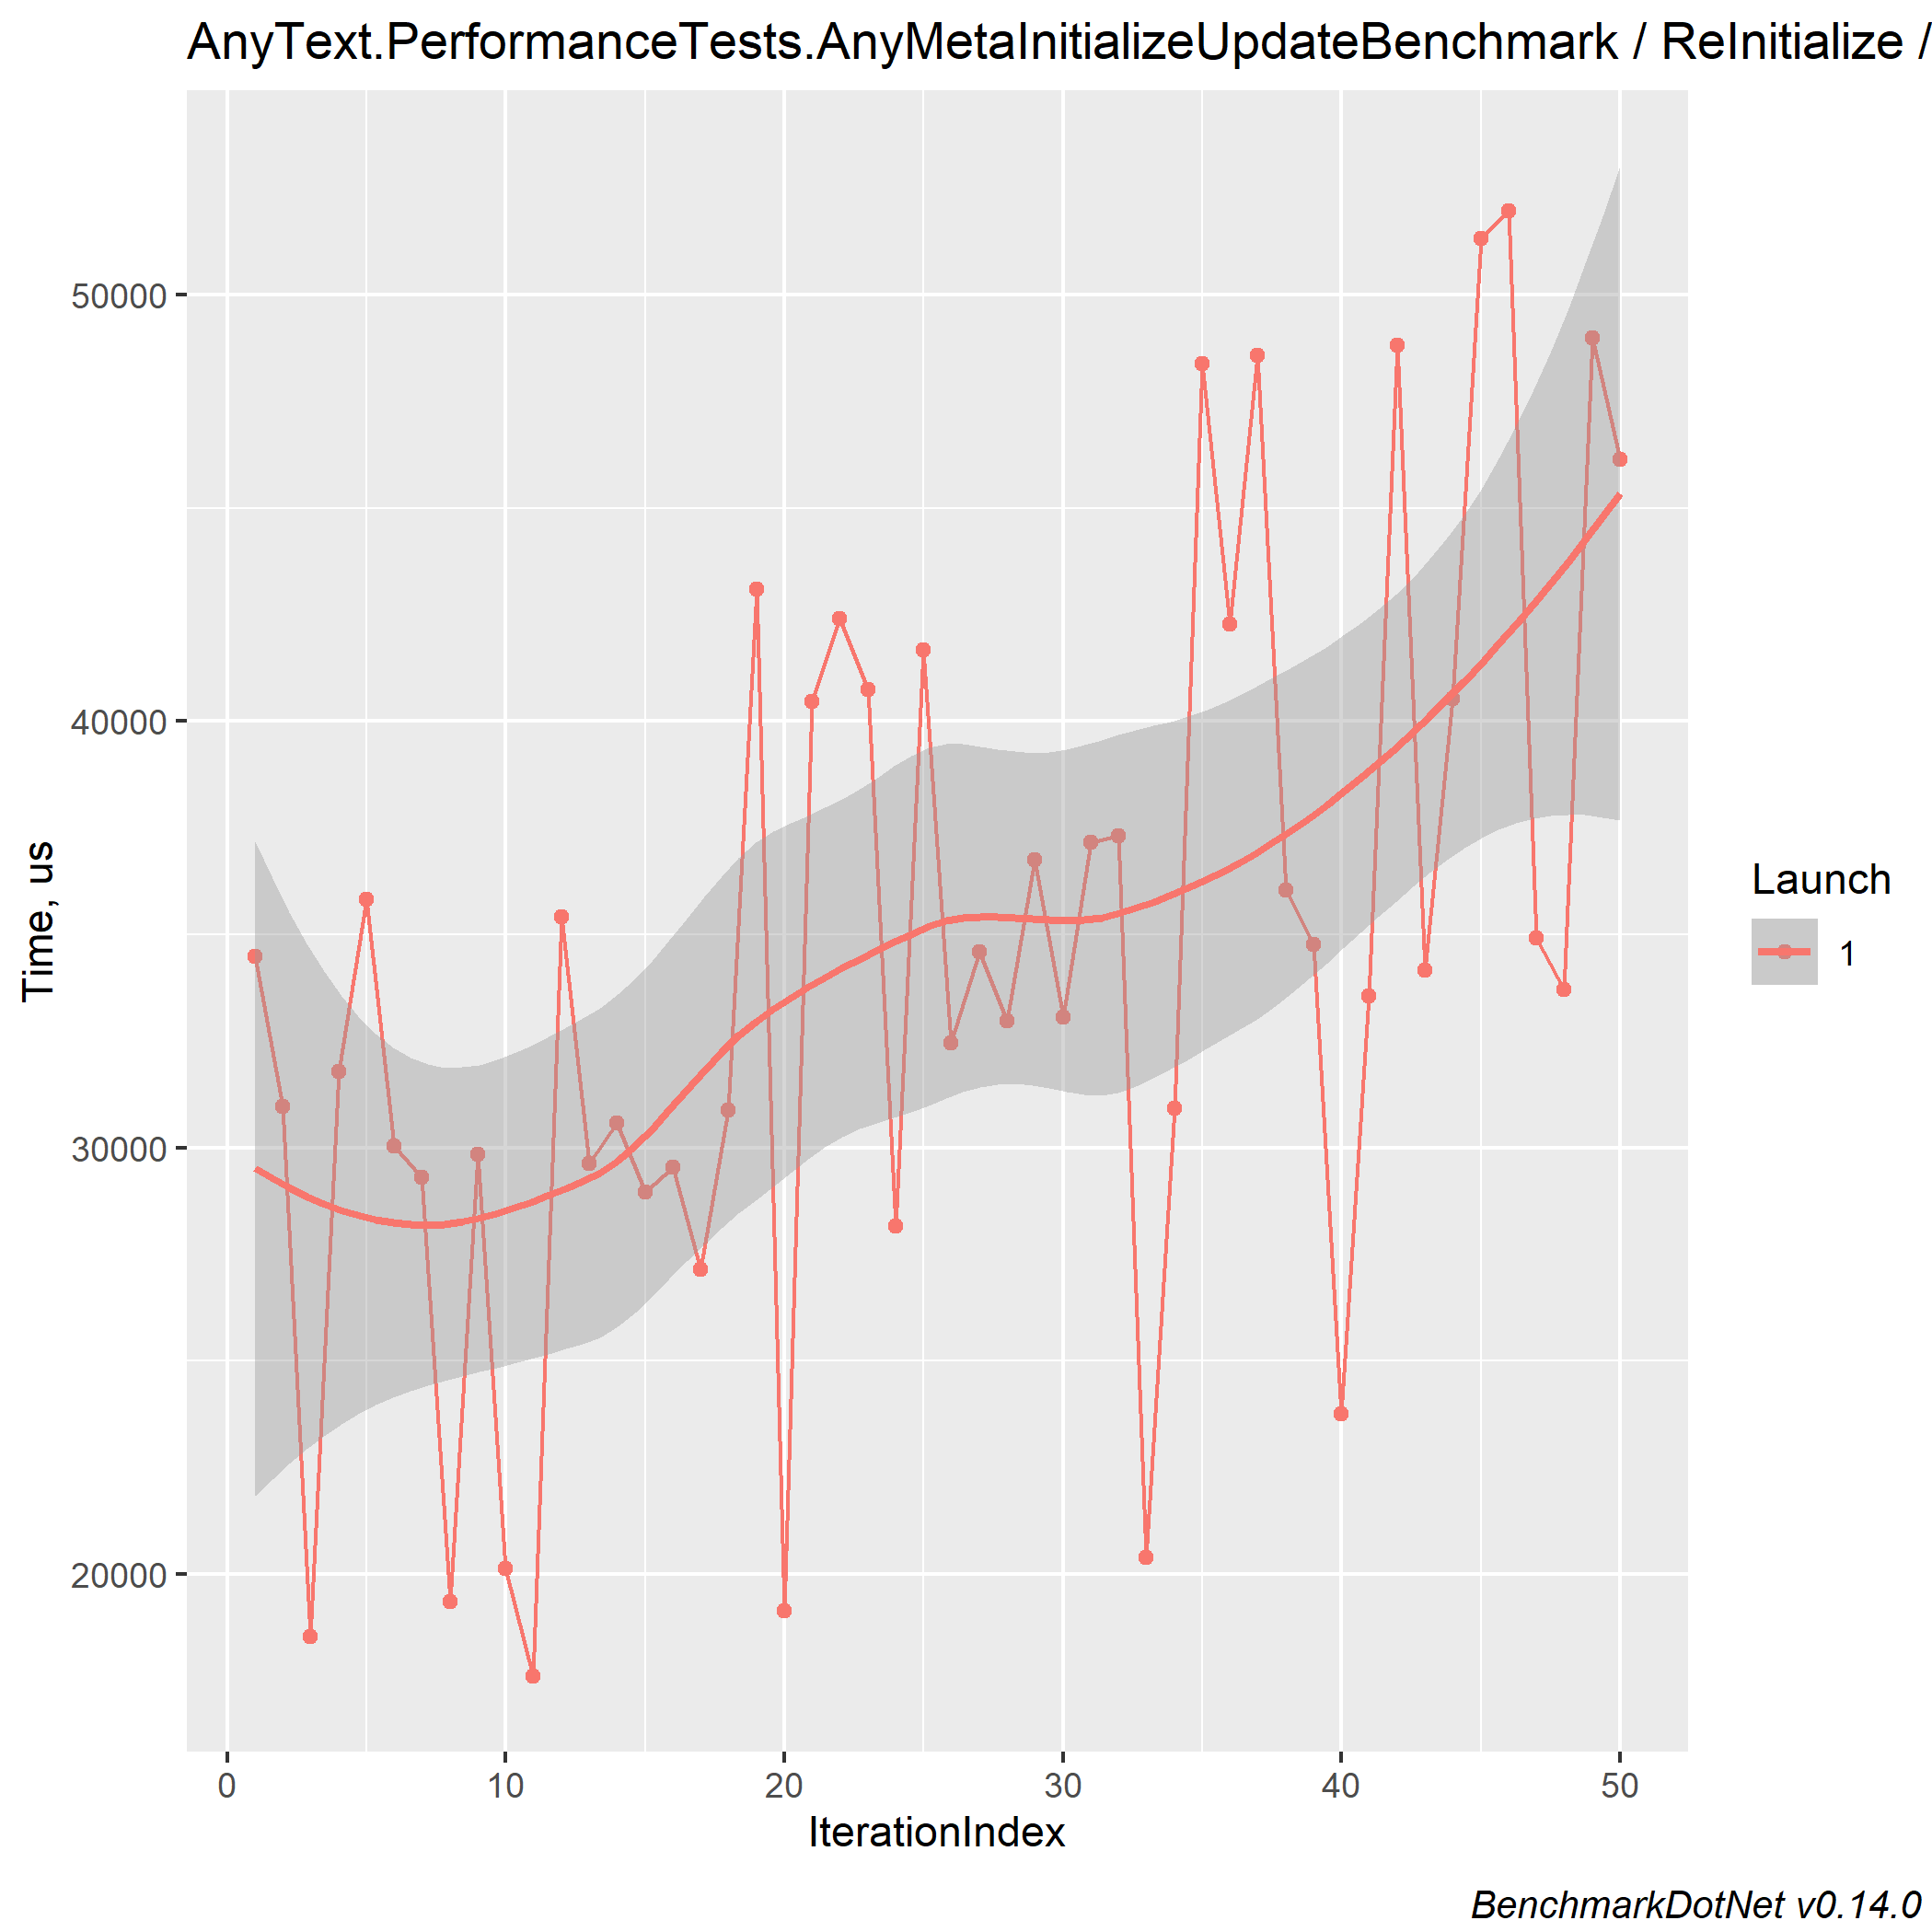 AnyText.PerformanceTests.AnyMetaInitializeUpdateBenchmark / ReInitialize /
50000
40000
30000
20000
Time, us
0 10 20 30 40 50
IterationIndex
Launch
1
BenchmarkDotNet v0.14.0